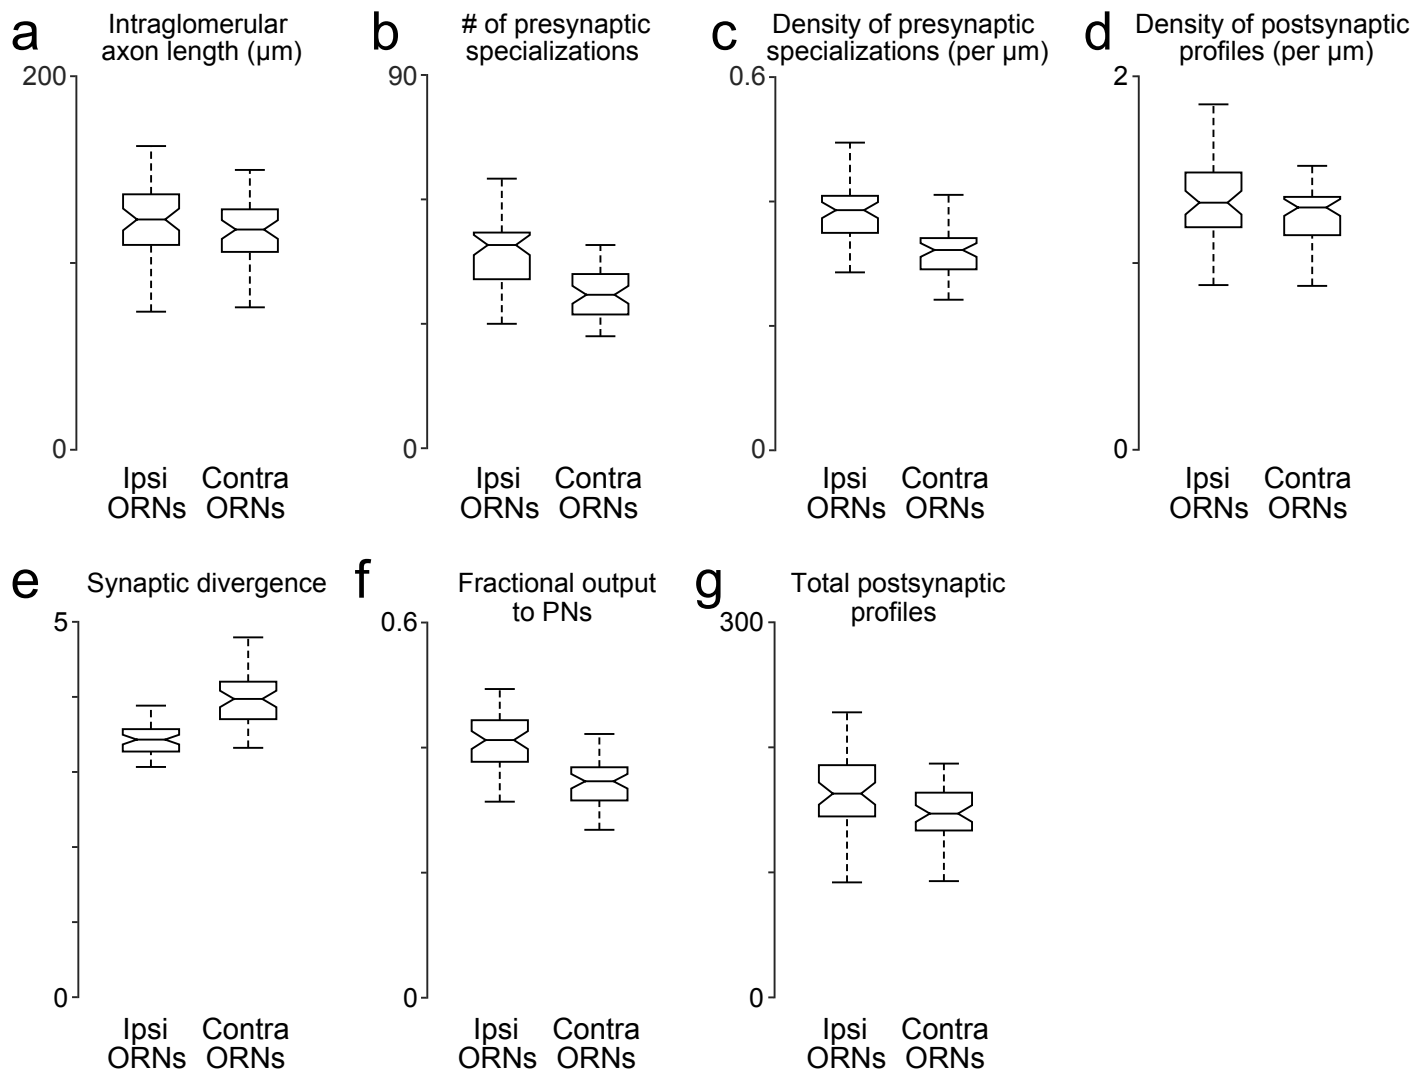 a
Intraglomerular
axon length (µm)
200
0
Ipsi
ORNs
Contra
ORNs
b
# of presynaptic
specializations
90
0
Ipsi
ORNs
Contra
ORNs
c
Density of presynaptic
specializations (per µm)
0.6
0
Ipsi
ORNs
Contra
ORNs
d
Density of postsynaptic
profiles (per µm)
2
0
Ipsi
ORNs
Contra
ORNs
e
Synaptic divergence
5
0
Ipsi
ORNs
Contra
ORNs
f
Fractional output
to PNs
0.6
0
Ipsi
ORNs
Contra
ORNs
g
Total postsynaptic
profiles
300
0
Ipsi
ORNs
Contra
ORNs